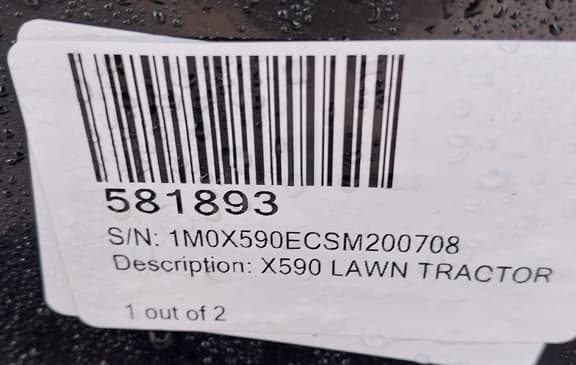 581893
S/N: 1M0X590ECSM200708
Description: X590 LAWN TRACTOR
1 out of 2